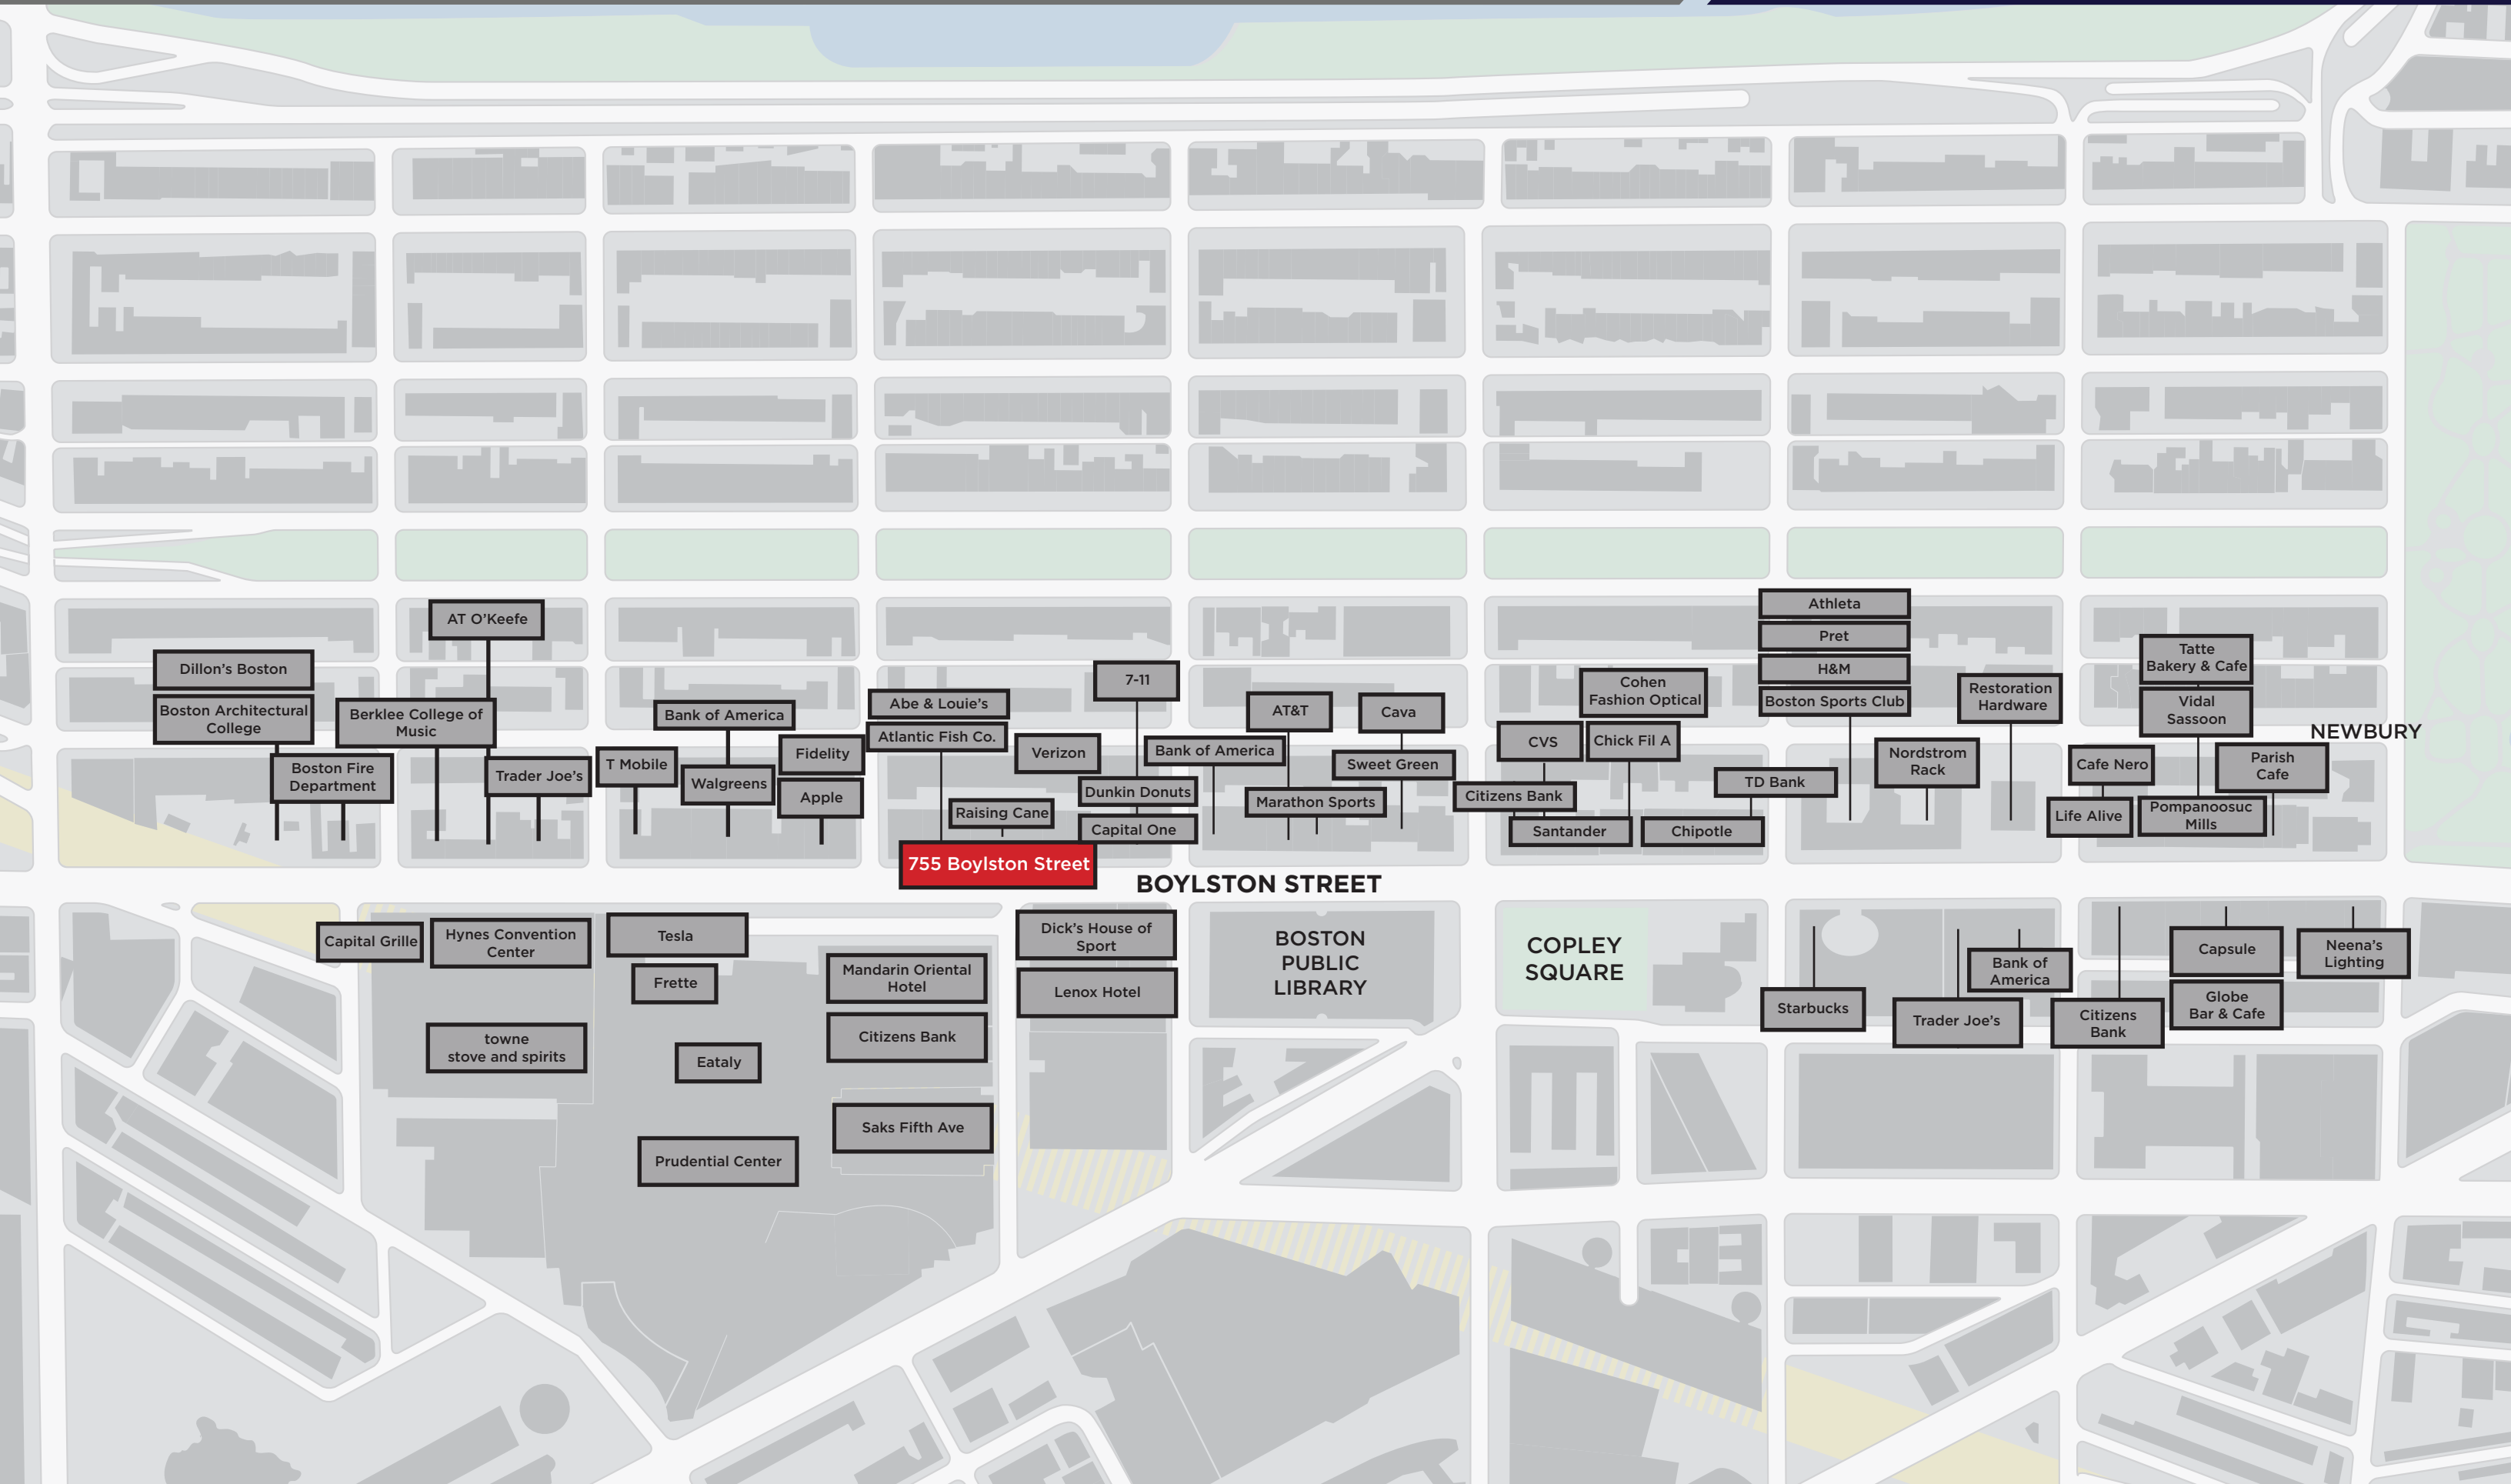 AT O’Keefe
Dillon’s Boston
Boston Architectural
College
Berklee College of
Music
Boston Fire
Department
Trader Joe’s
T Mobile
Bank of America
Walgreens
Fidelity
Apple
Abe & Louie’s
Atlantic Fish Co.
Verizon
Raising Cane
7-11
Dunkin Donuts
Capital One
Bank of America
AT&T
Cava
Sweet Green
Marathon Sports
Citizens Bank
CVS
Cohen
Fashion Optical
Chick Fil A
Santander
Chipotle
TD Bank
Athleta
Pret
H&M
Boston Sports Club
Nordstrom
Rack
Restoration
Hardware
Cafe Nero
Life Alive
Tatte
Bakery & Cafe
Vidal
Sassoon
Pompanoosuc
Mills
Parish
Cafe
NEWBURY
755 Boylston Street
BOYLSTON STREET
Capital Grille
Hynes Convention
Center
towne
stove and spirits
Tesla
Frette
Eataly
Prudential Center
Mandarin Oriental
Hotel
Citizens Bank
Saks Fifth Ave
Dick’s House of
Sport
Lenox Hotel
BOSTON
PUBLIC
LIBRARY
COPLEY
SQUARE
Starbucks
Trader Joe’s
Bank of
America
Citizens
Bank
Capsule
Globe
Bar & Cafe
Neena’s
Lighting